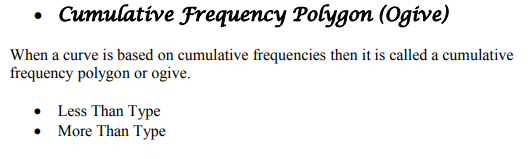 • Cumulative Frequency Polygon (Ogive)
When a curve is based on cumulative frequencies then it is called a cumulative
frequency polygon or ogive.
• Less Than Type
• More Than Type